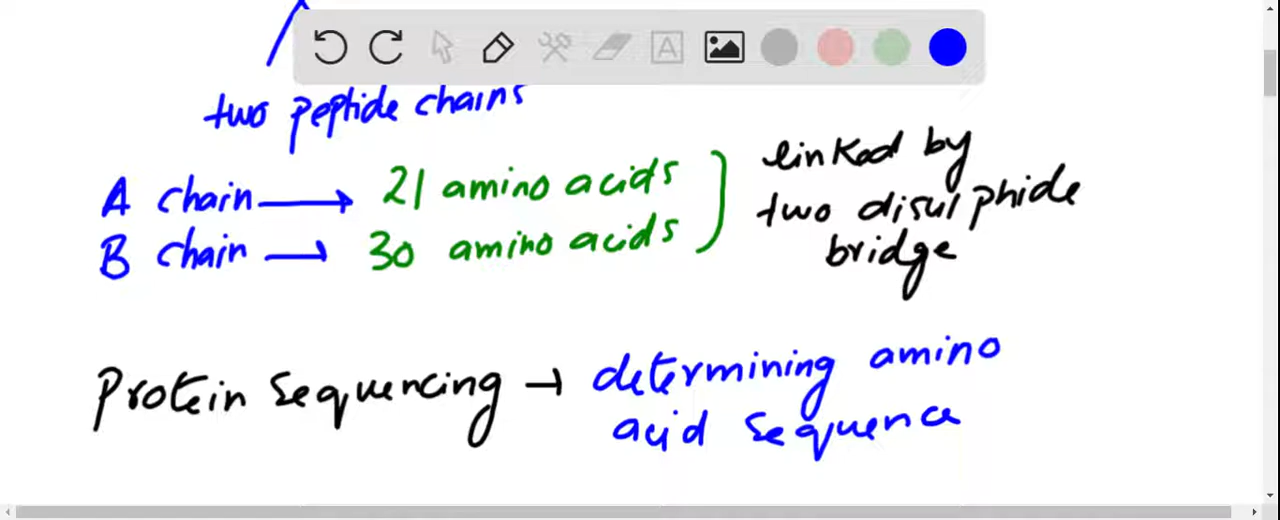 two peptide chains
A chain → 21 amino acids
B chain → 30 amino acids
linked by
two disulphide
bridge
Protein sequencing → determining amino
acid sequence